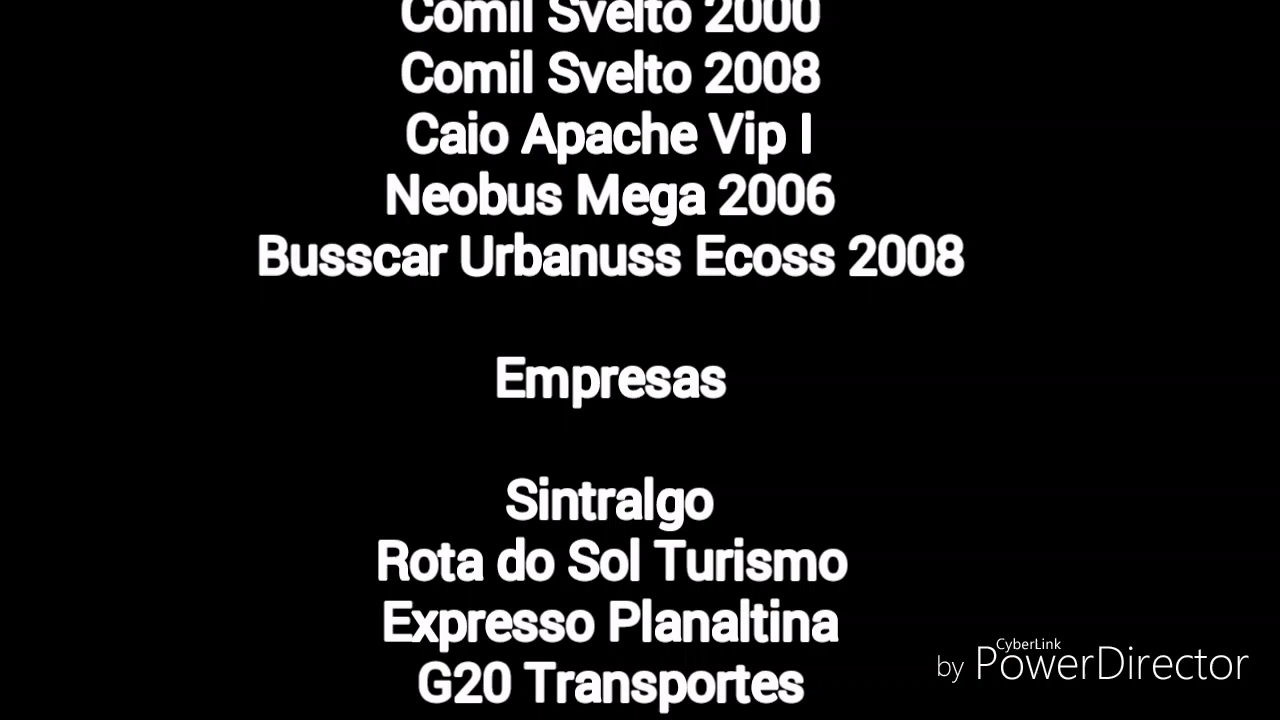 Comil Svelto 2000
Comil Svelto 2008
Caio Apache Vip I
Neobus Mega 2006
Busscar Urbanuss Ecoss 2008
Empresas
Sintralgo
Rota do Sol Turismo
Expresso Planaltina
G20 Transportes
CyberLink
by PowerDirector